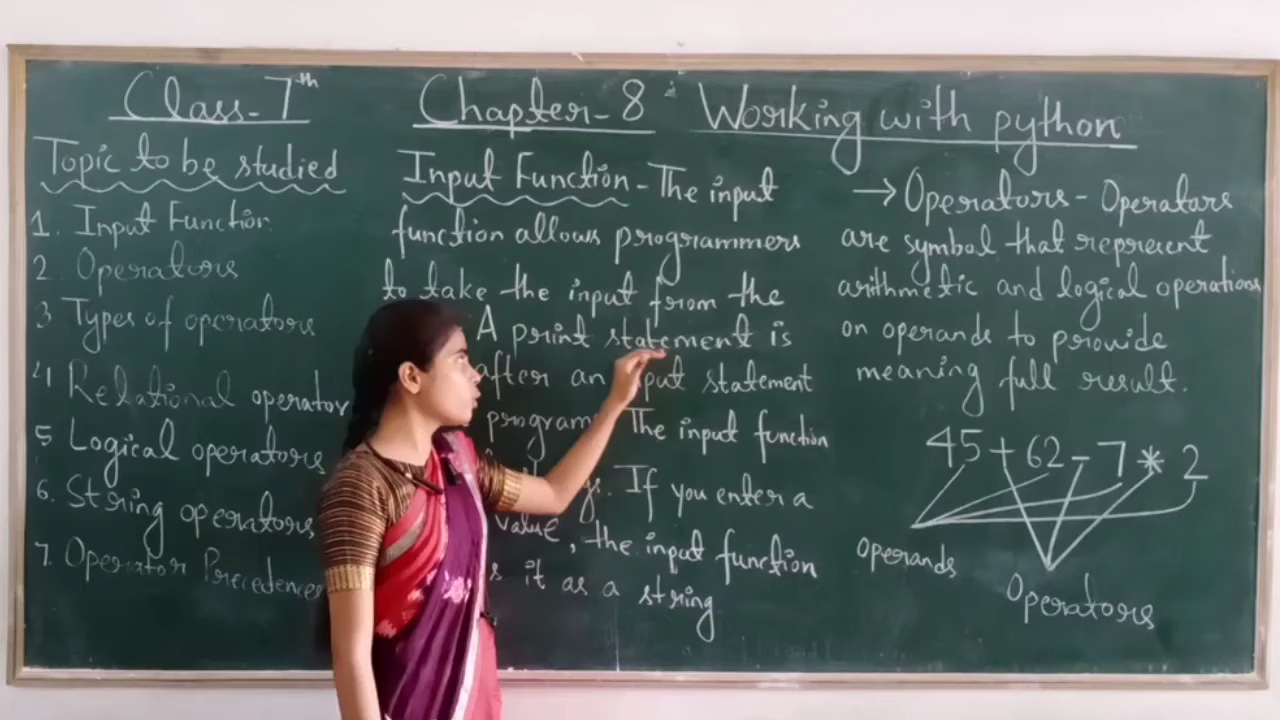 Class-7th
Chapter-8 : Working with python
Topic to be studied
1. Input Function
2. Operators
3. Types of operators
4 Relational operator
5 Logical operators
6. String operators
7. Operator Precedence
Input Function - The input
function allows programmers
to take the input from the
A print statement is
after an input statement
program. The input function
If you enter a
value, the input function
it as a string
→ Operators - Operators
are symbol that represent
arithmetic and logical operations
on operands to provide
meaning full result.
45 + 62 - 7 * 2
Operands
Operators